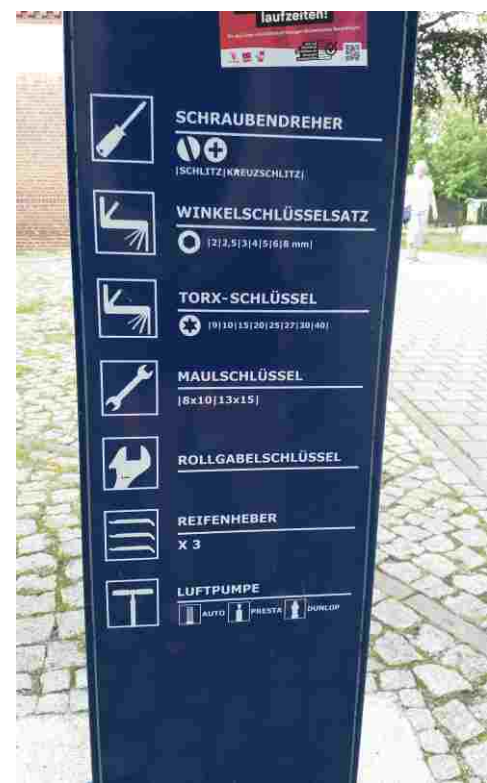 laufzeiten!
SCHRAUBENDREHER
|SCHLITZ|KREUZSCHLITZ|
WINKELSCHLÜSSELSATZ
|2|2,5|3|4|5|6|8 mm|
TORX-SCHLÜSSEL
|9|10|15|20|25|27|30|40|
MAULSCHLÜSSEL
|8x10|13x15|
ROLLGABELSCHLÜSSEL
REIFENHEBER
X 3
LUFTPUMPE
AUTO PRESTA DUNLOP